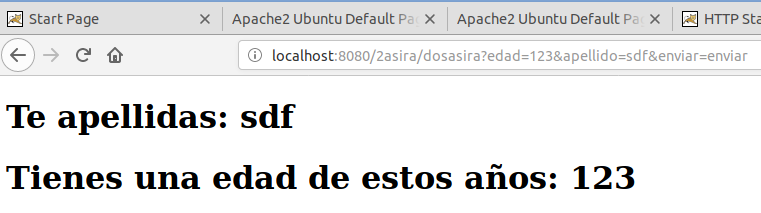 Start Page
Apache2 Ubuntu Default Pa
Apache2 Ubuntu Default Pa
HTTP Sta
localhost:8080/2asira/dosasira?edad=123&apellido=sdf&enviar=enviar
Te apellidas: sdf
Tienes una edad de estos años: 123